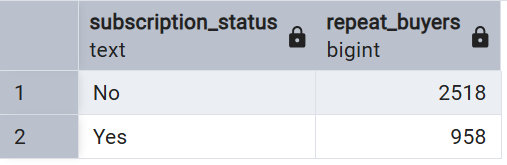 subscription_status repeat_buyers
text bigint
1 No 2518
2 Yes 958